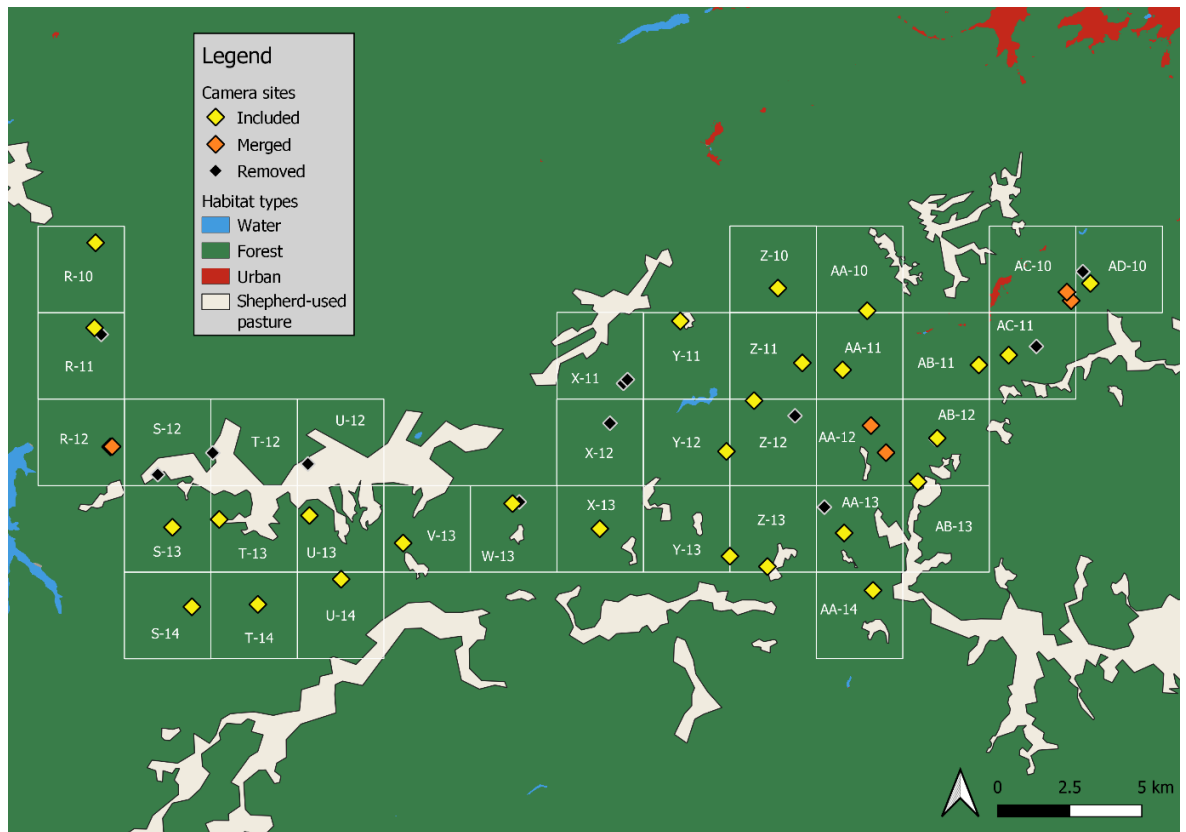 Legend
Camera sites
Included
Merged
Removed
Habitat types
Water
Forest
Urban
Shepherd-used
pasture
R-10
Z-10
AA-10
AC-10
AD-10
R-11
X-11
Y-11
Z-11
AA-11
AB-11
AC-11
R-12
S-12
T-12
U-12
X-12
Y-12
Z-12
AA-12
AB-12
S-13
T-13
U-13
V-13
W-13
X-13
Y-13
Z-13
AA-13
AB-13
S-14
T-14
U-14
AA-14
0 2.5 5 km